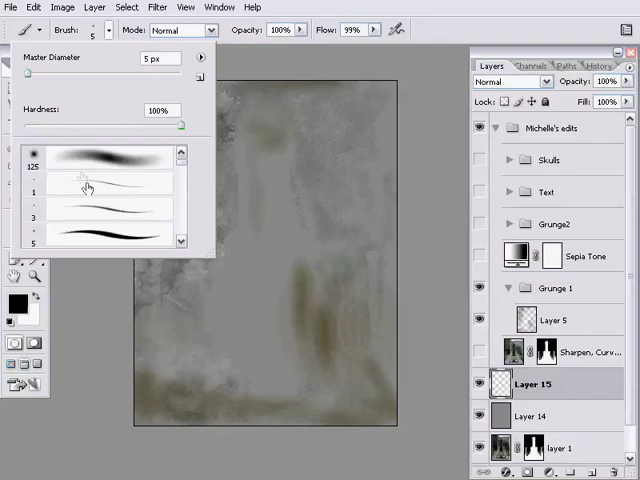 File Edit Image Layer Select Filter View Window Help
Brush: 5 Mode: Normal Opacity: 100% Flow: 99%
Master Diameter 5 px
Hardness: 100%
125
1
3
5
Layers Channels Paths History
Normal Opacity: 100%
Lock: Fill: 100%
Michelle's edits
Skulls
Text
Grunge2
Sepia Tone
Grunge 1
Layer 5
Sharpen, Curv...
Layer 15
Layer 14
layer 1